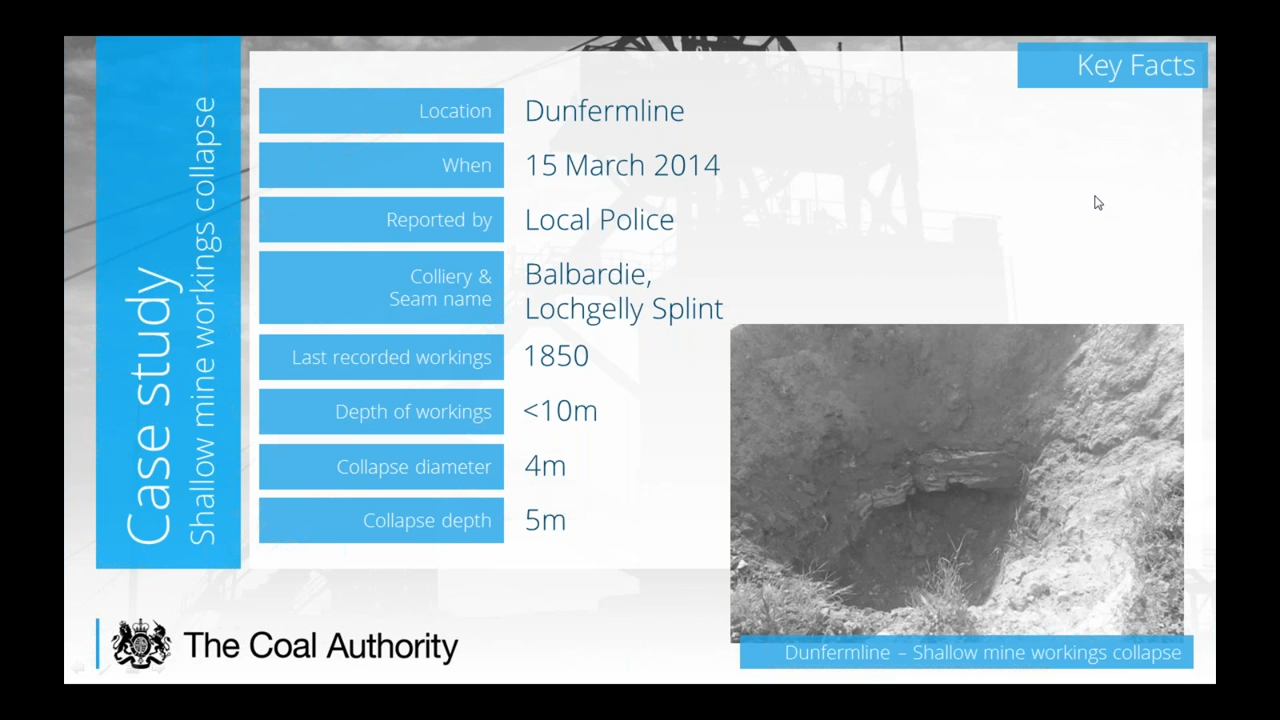 Key Facts
Case study
Shallow mine workings collapse
Location
Dunfermline
When
15 March 2014
Reported by
Local Police
Colliery &
Seam name
Balbardie,
Lochgelly Splint
Last recorded workings
1850
Depth of workings
<10m
Collapse diameter
4m
Collapse depth
5m
Dunfermline – Shallow mine workings collapse
The Coal Authority